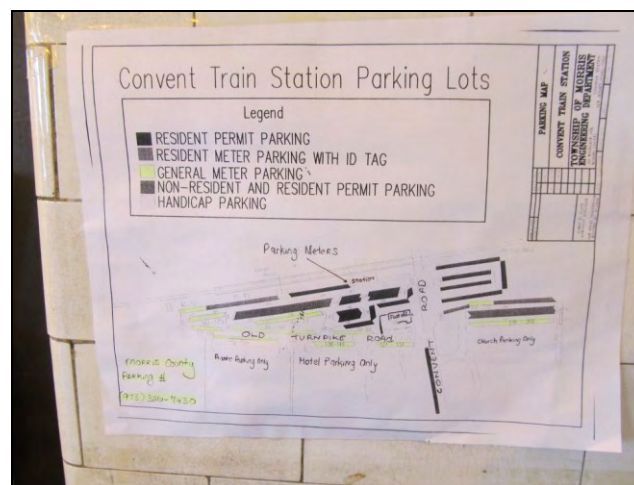 Convent Train Station Parking Lots
Legend
RESIDENT PERMIT PARKING
RESIDENT METER PARKING WITH ID TAG
GENERAL METER PARKING
NON-RESIDENT AND RESIDENT PERMIT PARKING
HANDICAP PARKING
PARKING MAP
CONVENT TRAIN STATION
TOWNSHIP OF MORRIS
ENGINEERING DEPARTMENT
Parking Meters
Station
OLD TURNPIKE ROAD
CONVENT ROAD
Parking Only
Hotel Parking Only
Church Parking Only
Morris County
Parking #